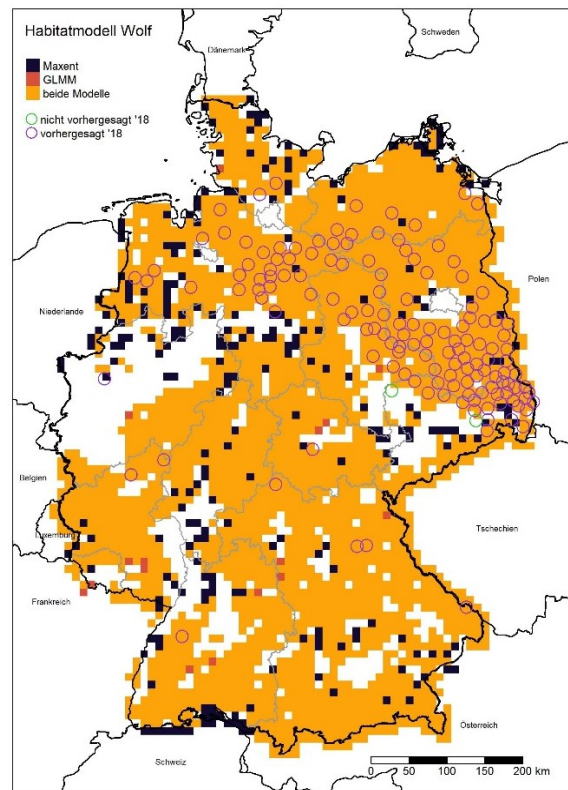 Habitatmodell Wolf
Maxent
GLMM
beide Modelle
nicht vorhergesagt '18
vorhergesagt '18
Schweden
Dänemark
Polen
Niederlande
Belgien
Luxemburg
Tschechien
Frankreich
Österreich
Schweiz
0 50 100 150 200 km